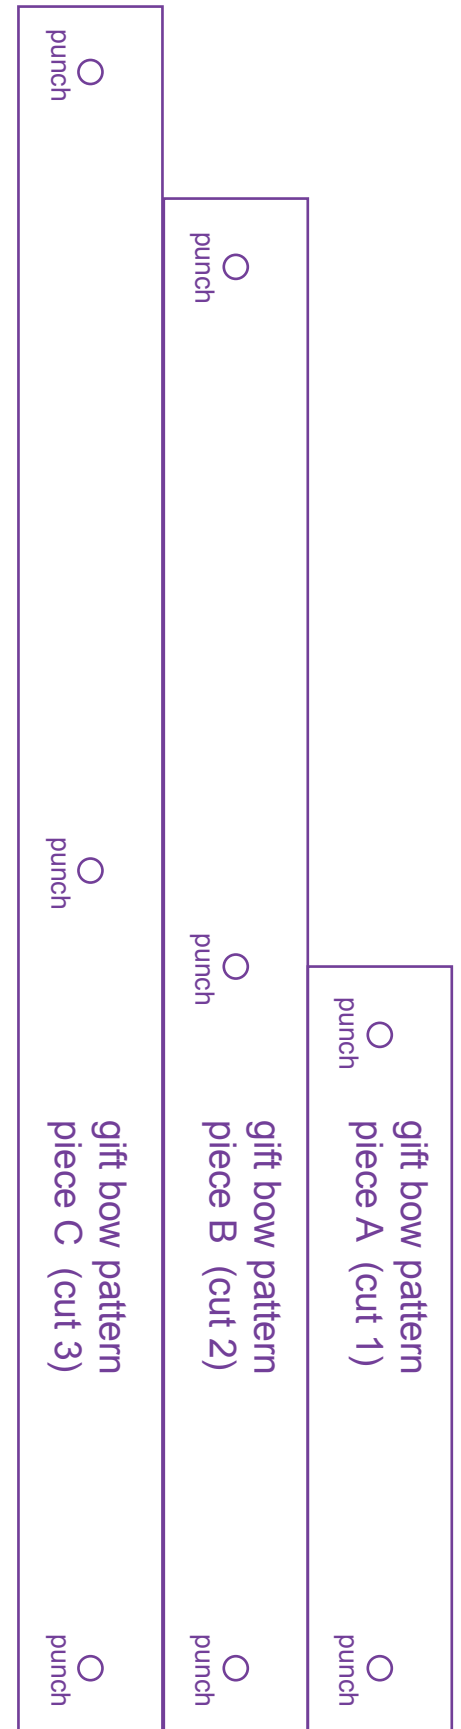 gift bow pattern
piece A (cut 1)
punch
punch
gift bow pattern
piece B (cut 2)
punch
punch
punch
gift bow pattern
piece C (cut 3)
punch
punch
punch